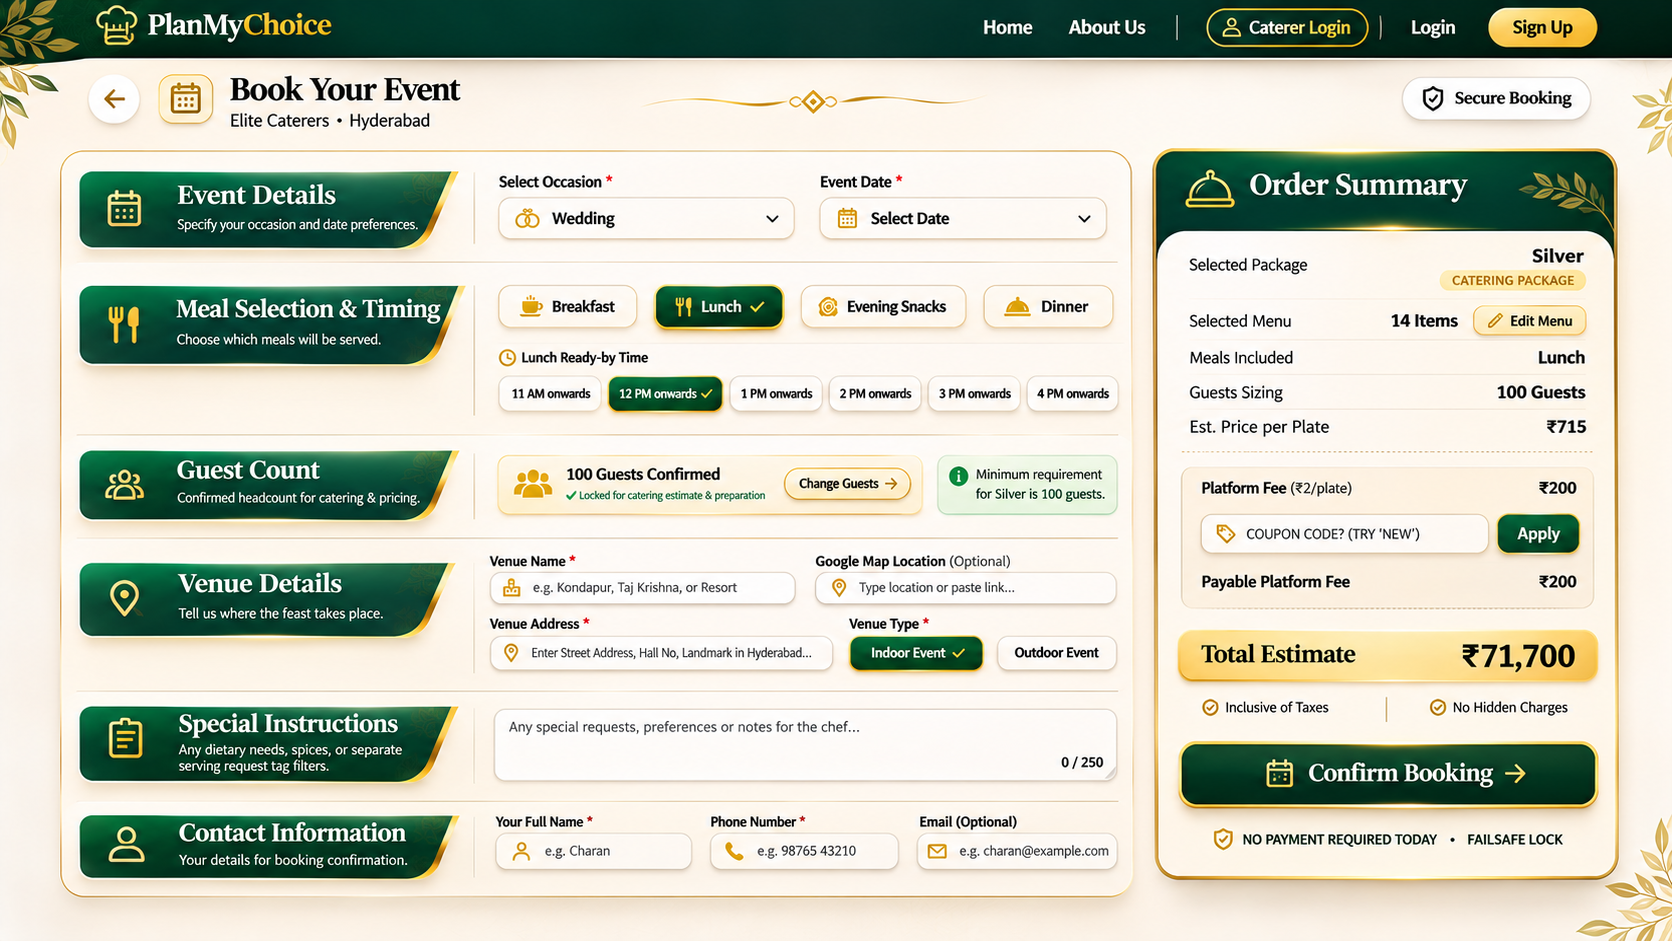 PlanMyChoice
Home
About Us
Caterer Login
Login
Sign Up
Book Your Event
Elite Caterers • Hyderabad
Secure Booking
Event Details
Specify your occasion and date preferences.
Select Occasion *
Wedding
Event Date *
Select Date
Meal Selection & Timing
Choose which meals will be served.
Breakfast
Lunch
Evening Snacks
Dinner
Lunch Ready-by Time
11 AM onwards
12 PM onwards
1 PM onwards
2 PM onwards
3 PM onwards
4 PM onwards
Guest Count
Confirmed headcount for catering & pricing.
100 Guests Confirmed
Locked for catering estimate & preparation
Change Guests
Minimum requirement
for Silver is 100 guests.
Venue Details
Tell us where the feast takes place.
Venue Name *
e.g. Kondapur, Taj Krishna, or Resort
Google Map Location (Optional)
Type location or paste link...
Venue Address *
Enter Street Address, Hall No, Landmark in Hyderabad...
Venue Type *
Indoor Event
Outdoor Event
Special Instructions
Any dietary needs, spices, or separate
serving request tag filters.
Any special requests, preferences or notes for the chef...
0 / 250
Contact Information
Your details for booking confirmation.
Your Full Name *
e.g. Charan
Phone Number *
e.g. 98765 43210
Email (Optional)
e.g. charan@example.com
Order Summary
Selected Package
Silver
CATERING PACKAGE
Selected Menu
14 Items
Edit Menu
Meals Included
Lunch
Guests Sizing
100 Guests
Est. Price per Plate
₹715
Platform Fee (₹2/plate)
₹200
COUPON CODE? (TRY 'NEW')
Apply
Payable Platform Fee
₹200
Total Estimate
₹71,700
Inclusive of Taxes
No Hidden Charges
Confirm Booking
NO PAYMENT REQUIRED TODAY • FAILSAFE LOCK